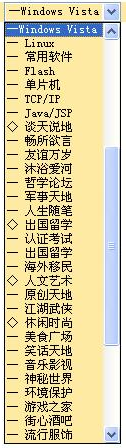 —Windows Vista
—Windows Vista
— Linux
— 常用软件
— Flash
— 单片机
— TCP/IP
— Java/JSP
◇ 谈天说地
— 畅所欲言
— 友谊万岁
— 沐浴爱河
— 哲学论坛
— 军事天地
— 人生随笔
◇ 出国留学
— 认证考试
— 出国留学
— 海外移民
◇ 人文艺术
— 原创天地
— 江湖武侠
◇ 休闲时尚
— 美食广场
— 笑话天地
— 音乐影视
— 神秘世界
— 环境保护
— 游戏之家
— 街心酒吧
— 流行服饰